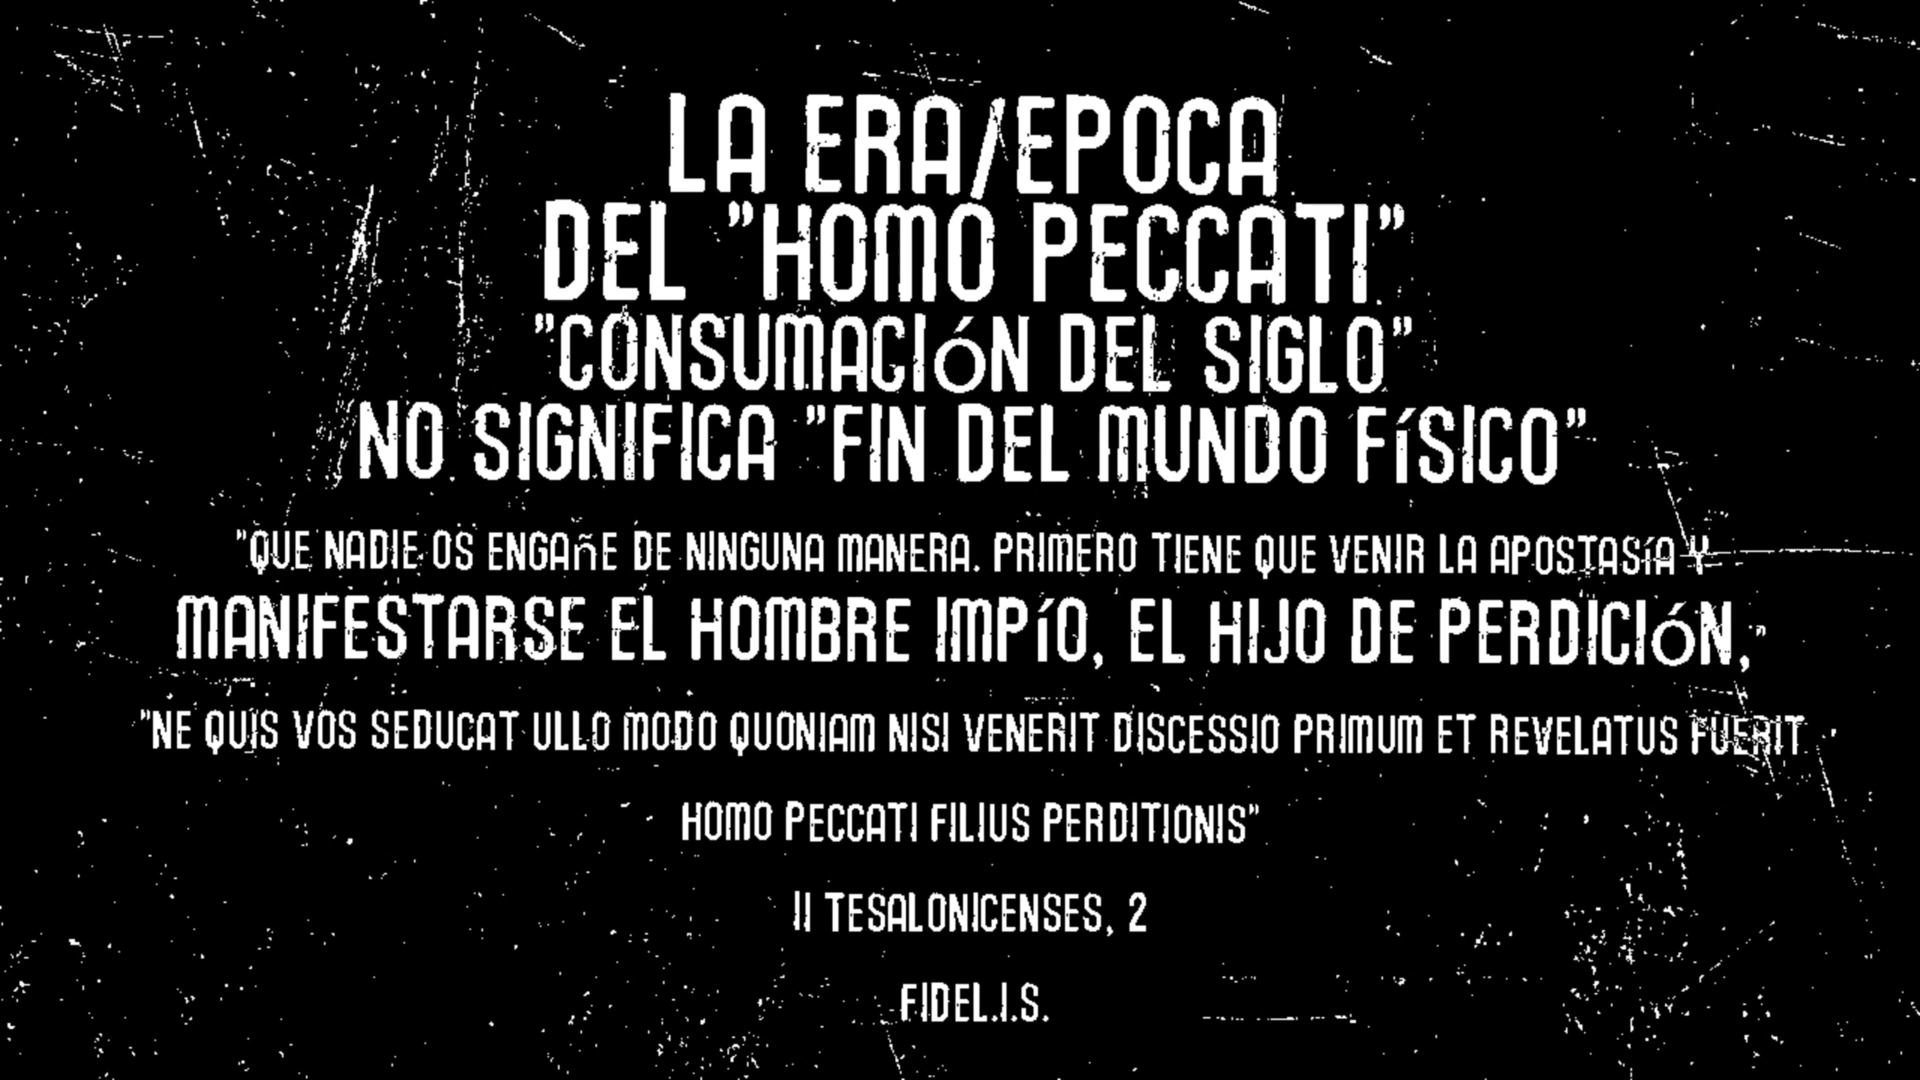 LA ERA/EPOCA
DEL "HOMO PECCATI"
"CONSUMACIÓN DEL SIGLO"
NO SIGNIFICA "FIN DEL MUNDO FÍSICO"
"QUE NADIE OS ENGAÑE DE NINGUNA MANERA. PRIMERO TIENE QUE VENIR LA APOSTASÍA Y
MANIFESTARSE EL HOMBRE IMPÍO, EL HIJO DE PERDICIÓN,"
"NE QUIS VOS SEDUCAT ULLO MODO QUONIAM NISI VENERIT DISCESSIO PRIMUM ET REVELATUS FUERIT
HOMO PECCATI FILIUS PERDITIONIS"
II TESALONICENSES, 2
FIDEL.I.S.